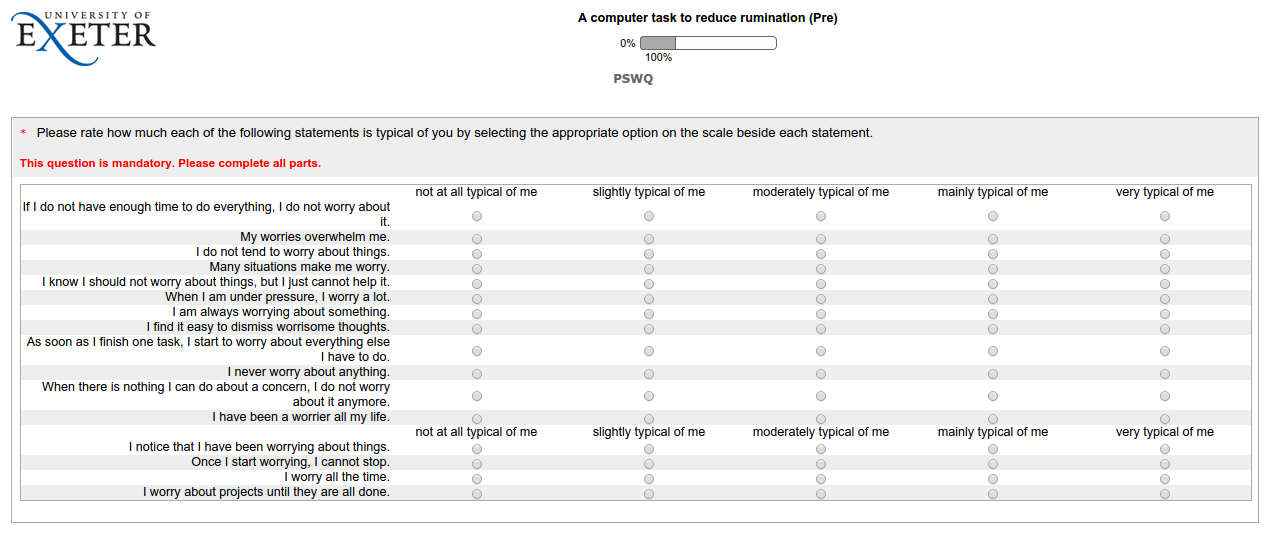 UNIVERSITY OF
EXETER
A computer task to reduce rumination (Pre)
0%
100%
PSWQ
* Please rate how much each of the following statements is typical of you by selecting the appropriate option on the scale beside each statement.
This question is mandatory. Please complete all parts.
not at all typical of me slightly typical of me moderately typical of me mainly typical of me very typical of me
If I do not have enough time to do everything, I do not worry about
it.
My worries overwhelm me.
I do not tend to worry about things.
Many situations make me worry.
I know I should not worry about things, but I just cannot help it.
When I am under pressure, I worry a lot.
I am always worrying about something.
I find it easy to dismiss worrisome thoughts.
As soon as I finish one task, I start to worry about everything else
I have to do.
I never worry about anything.
When there is nothing I can do about a concern, I do not worry
about it anymore.
I have been a worrier all my life.
not at all typical of me slightly typical of me moderately typical of me mainly typical of me very typical of me
I notice that I have been worrying about things.
Once I start worrying, I cannot stop.
I worry all the time.
I worry about projects until they are all done.